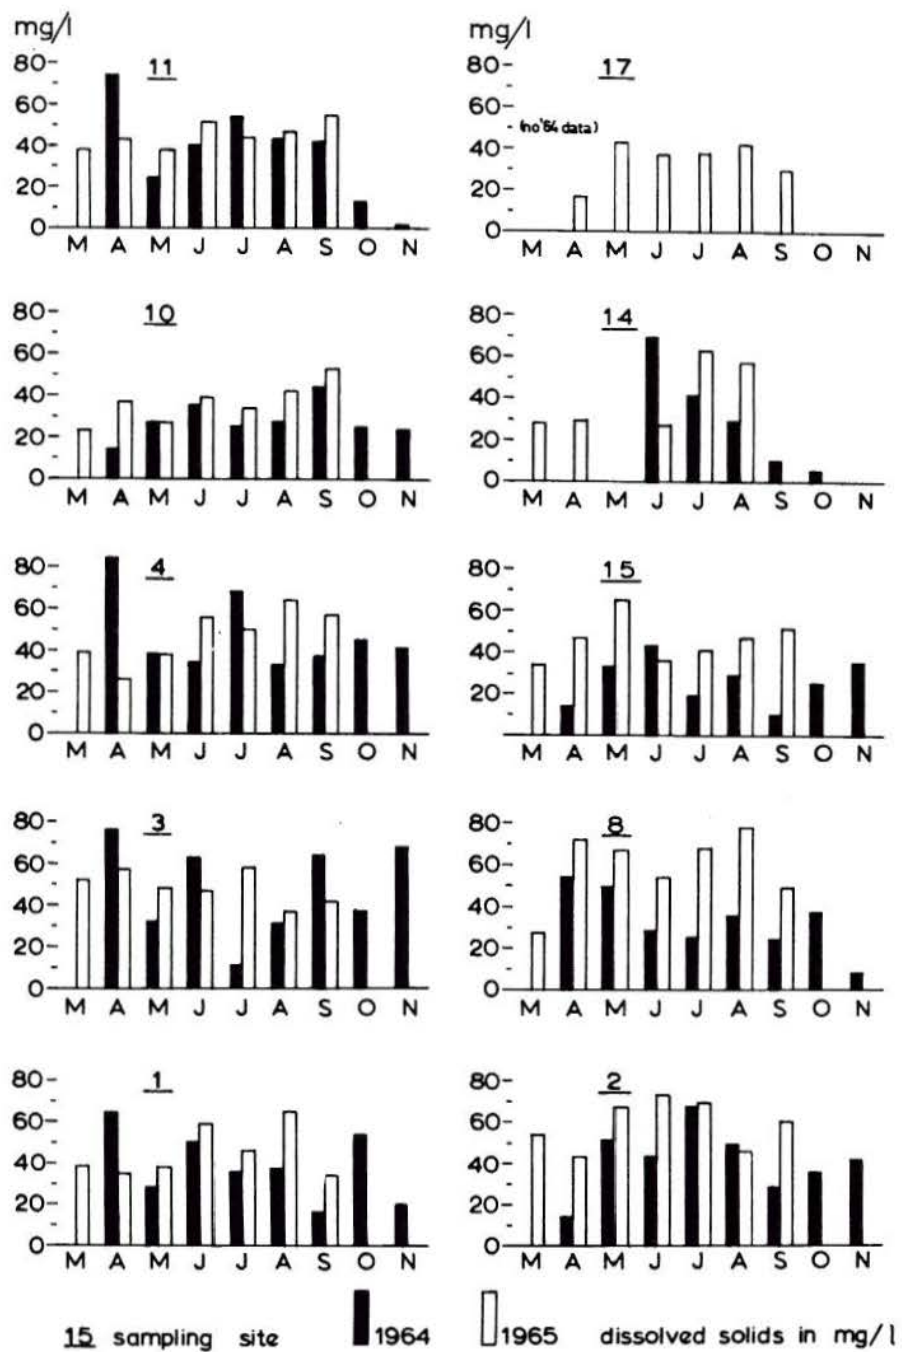 mg/l mg/l
80- 11 80- 17
60- 60-
(no'64 data)
40- 40-
20- 20-
0 0
M A M J J A S O N M A M J J A S O N
80- 10 80- 14
60- 60-
40- 40-
20- 20-
0 0
M A M J J A S O N M A M J J A S O N
80- 4 80- 15
60- 60-
40- 40-
20- 20-
0
M A M J J A S O N M A M J J A S O N
80- 3 80- 8
60- 60-
40- 40-
20- 20-
0 0
M A M J J A S O N M A M J J A S O N
80- 1 80- 2
60- 60-
40- 40-
20- 20-
0 0
M A M J J A S O N M A M J J A S O N
15 sampling site 1964 1965 dissolved solids in mg/l